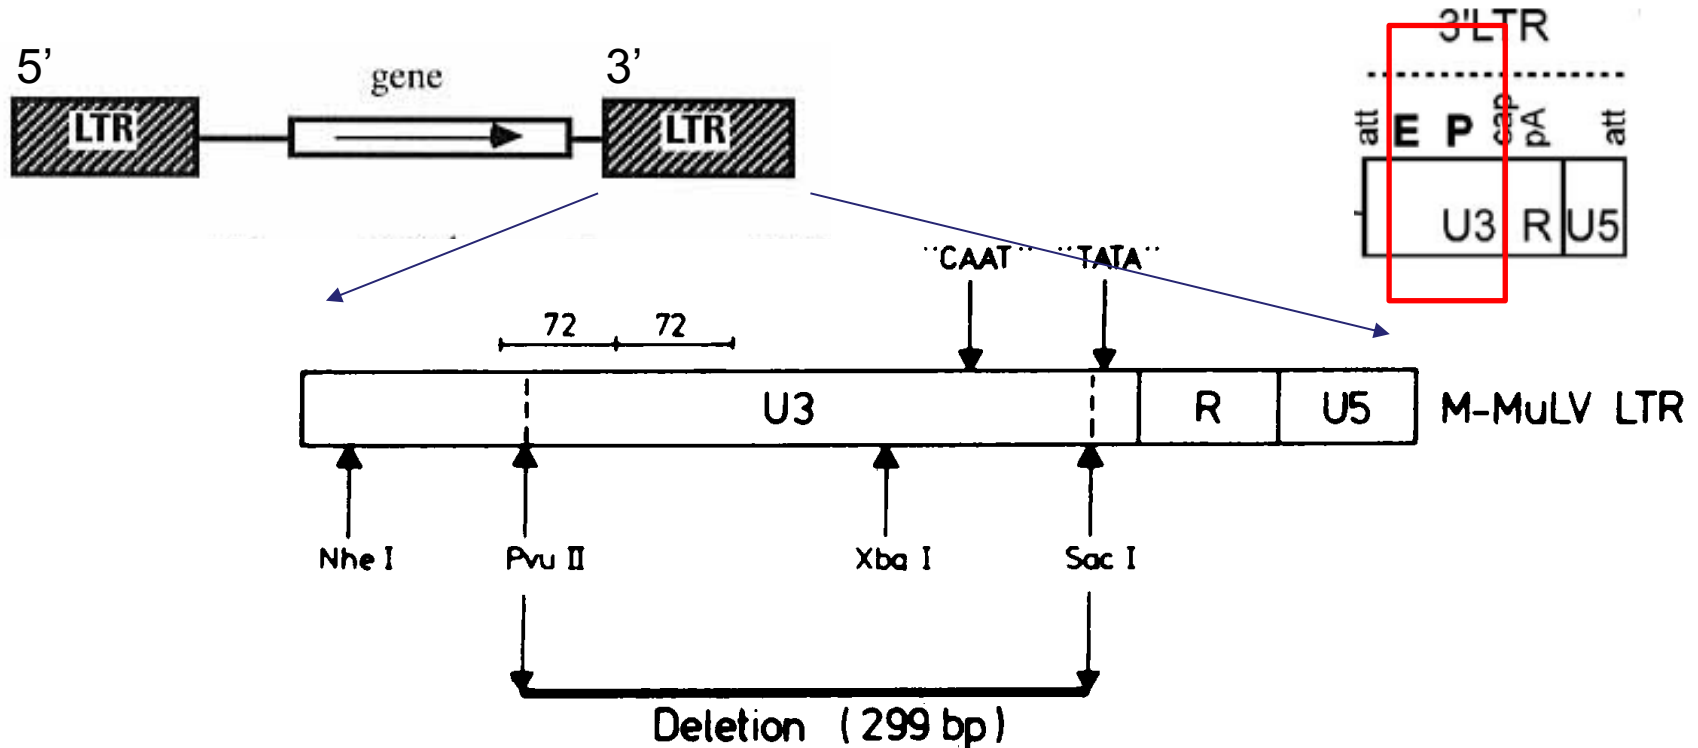 5’
gene
3’
LTR
LTR
3'LTR
att
E
P
cap
pA
att
U3
R
U5
"CAAT"
"TATA"
72
72
U3
R
U5
M-MuLV LTR
Nhe I
Pvu II
Xba I
Sac I
Deletion (299 bp)